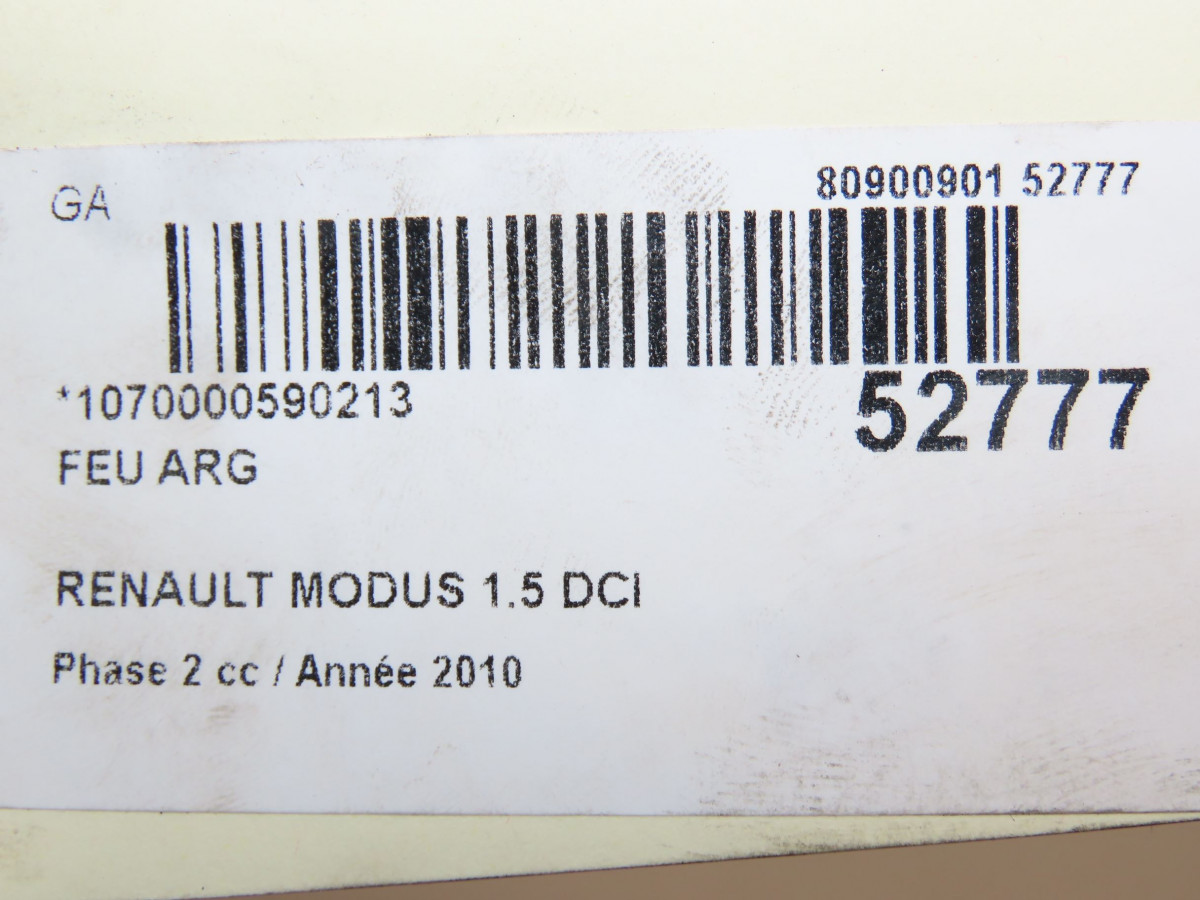 GA
80900901 52777
*1070000590213
52777
FEU ARG
RENAULT MODUS 1.5 DCI
Phase 2 cc / Année 2010